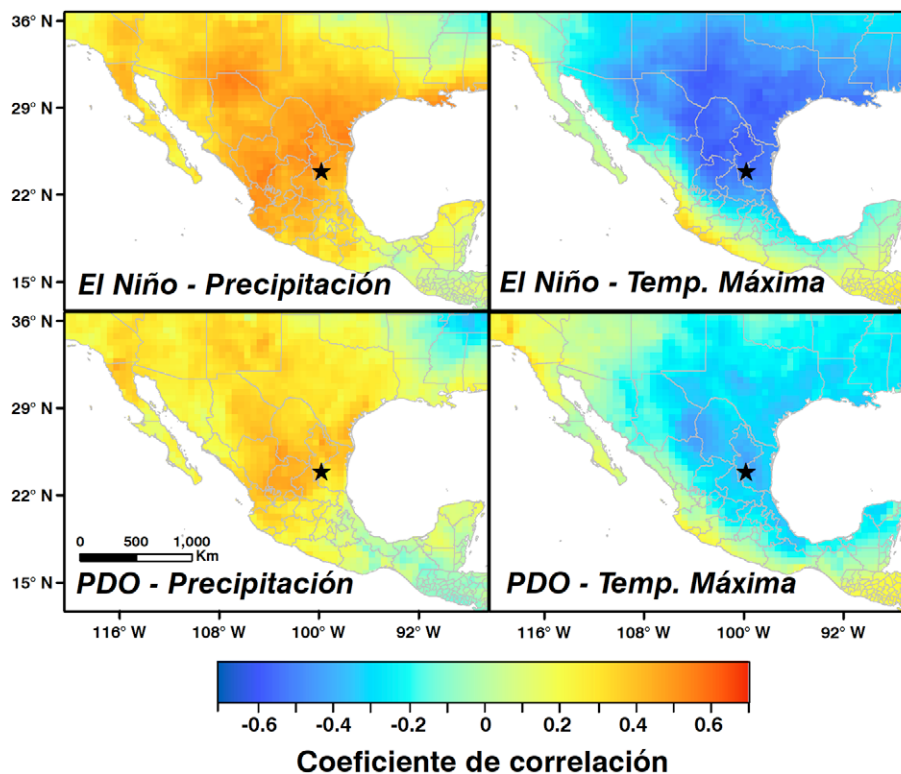 36° N
29° N
22° N
15° N
El Niño - Precipitación
El Niño - Temp. Máxima
36° N
29° N
22° N
15° N
0 500 1,000
Km
PDO - Precipitación
PDO - Temp. Máxima
116° W 108° W 100° W 92° W 116° W 108° W 100° W 92° W
-0.6 -0.4 -0.2 0 0.2 0.4 0.6
Coeficiente de correlación